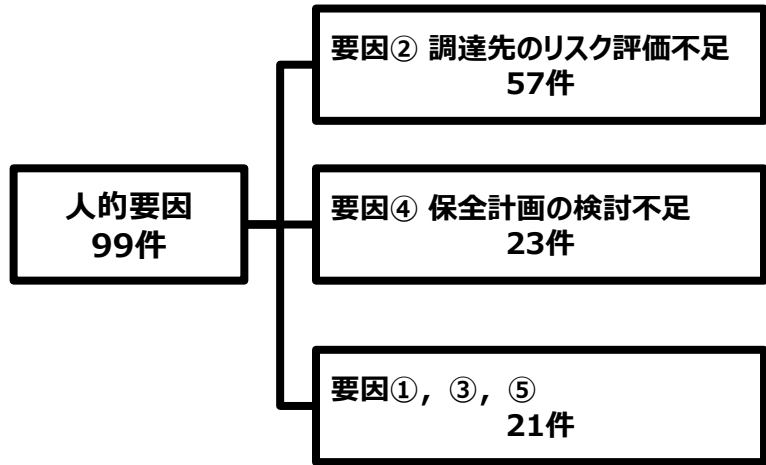 要因② 調達先のリスク評価不足
57件
人的要因
99件
要因④ 保全計画の検討不足
23件
要因①，③，⑤
21件